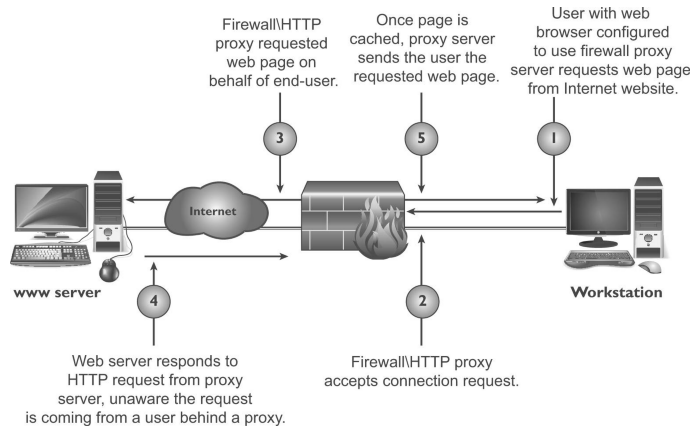 Firewall\HTTP
proxy requested
web page on
behalf of end-user.
Once page is
cached, proxy server
sends the user the
requested web page.
User with web
browser configured
to use firewall proxy
server requests web page
from Internet website.
3
5
1
Internet
www server
Workstation
4
2
Web server responds to
HTTP request from proxy
server, unaware the request
is coming from a user behind a proxy.
Firewall\HTTP proxy
accepts connection request.